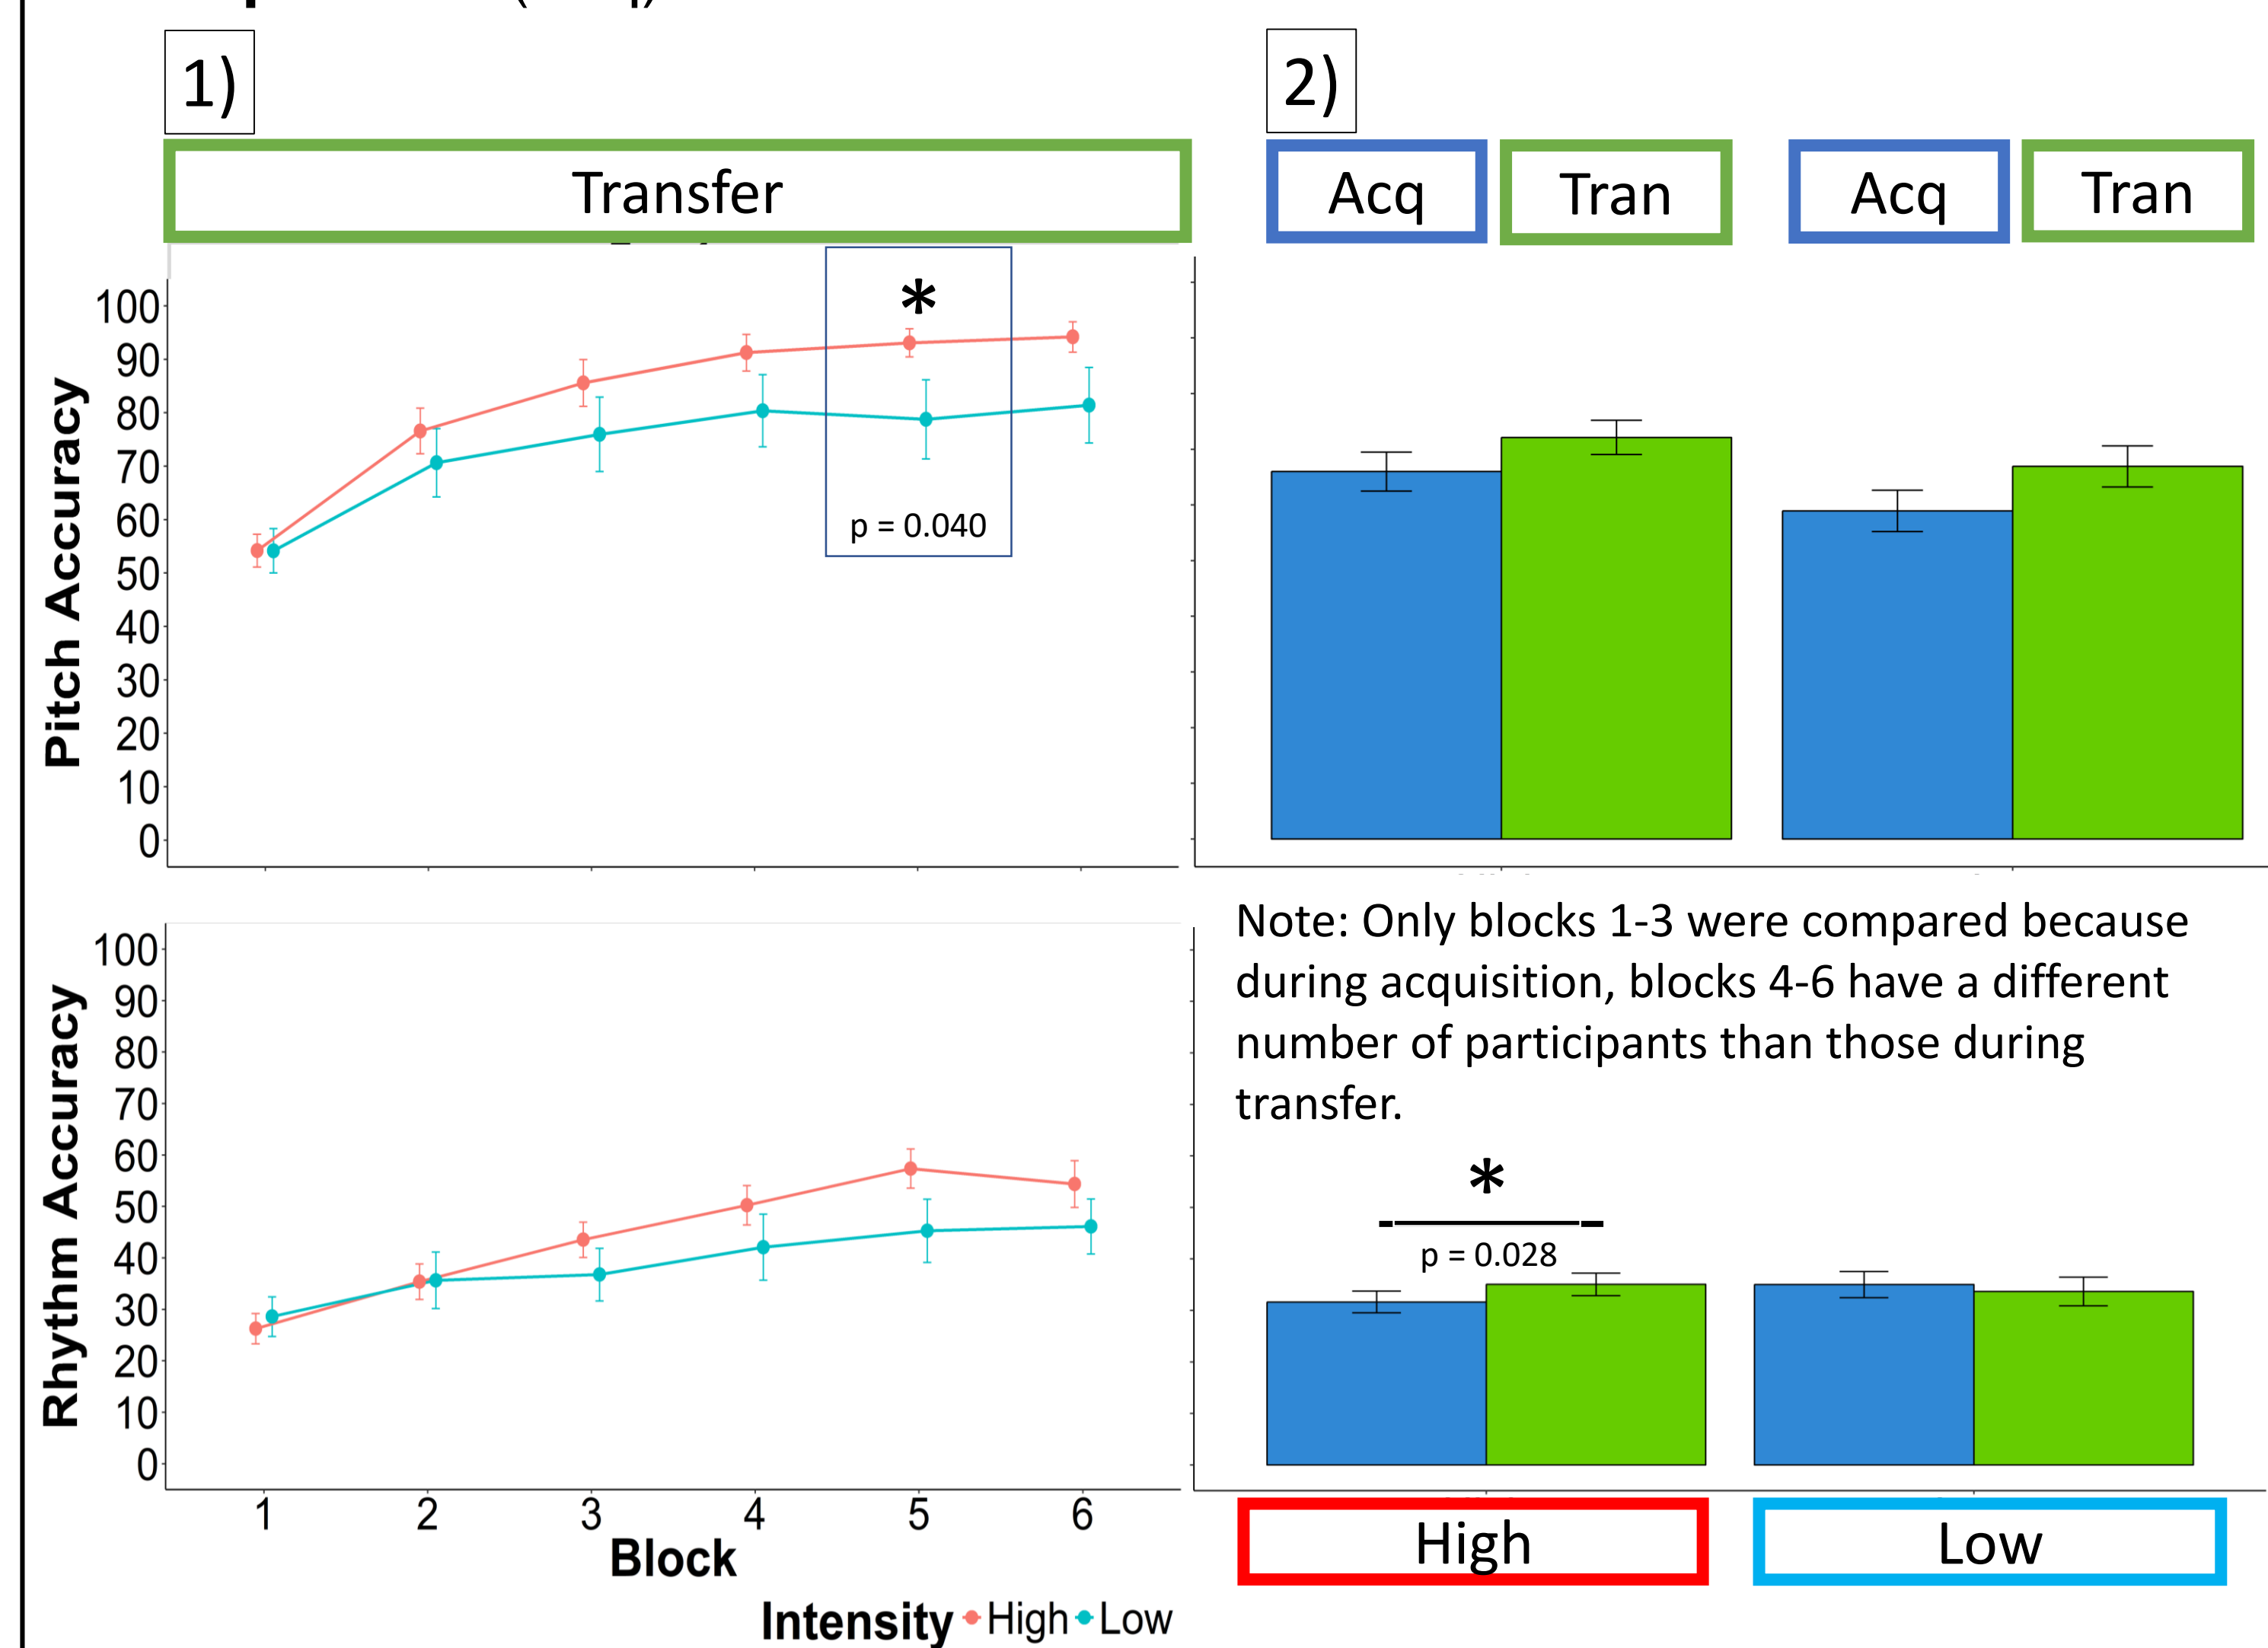 1)
2)
Transfer
Acq
Tran
Acq
Tran
Pitch Accuracy
100
90
80
70
60
50
40
30
20
10
0
*
p = 0.040
Note: Only blocks 1-3 were compared because
during acquisition, blocks 4-6 have a different
number of participants than those during
transfer.
Rhythm Accuracy
100
90
80
70
60
50
40
30
20
10
0
*
p = 0.028
1 2 3 4 5 6
Block
High
Low
Intensity High Low